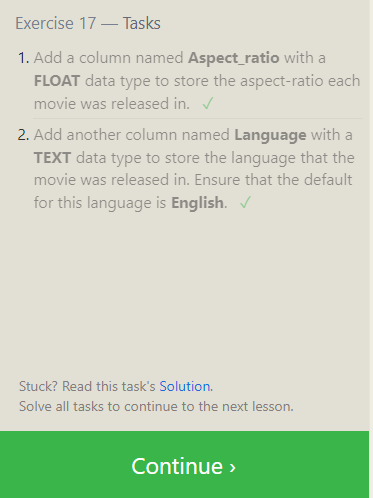 Exercise 17 — Tasks
1. Add a column named Aspect_ratio with a
FLOAT data type to store the aspect-ratio each
movie was released in. ✓
2. Add another column named Language with a
TEXT data type to store the language that the
movie was released in. Ensure that the default
for this language is English. ✓
Stuck? Read this task's Solution.
Solve all tasks to continue to the next lesson.
Continue ›